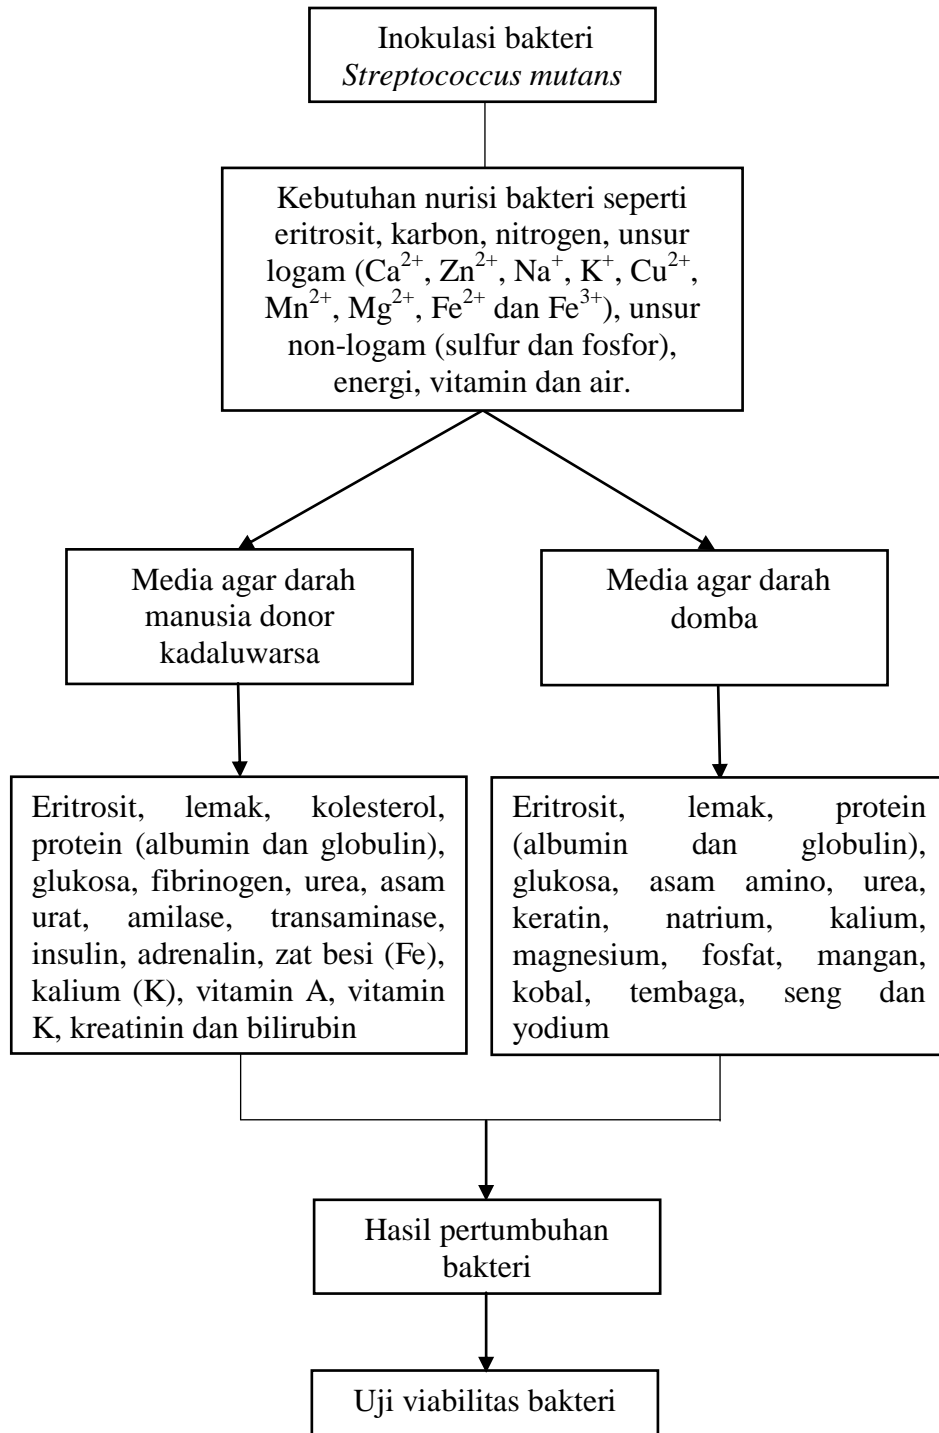 Inokulasi bakteri
Streptococcus mutans
Kebutuhan nurisi bakteri seperti
eritrosit, karbon, nitrogen, unsur
logam (Ca²⁺, Zn²⁺, Na⁺, K⁺, Cu²⁺,
Mn²⁺, Mg²⁺, Fe²⁺ dan Fe³⁺), unsur
non-logam (sulfur dan fosfor),
energi, vitamin dan air.
Media agar darah
manusia donor
kadaluwarsa
Media agar darah
domba
Eritrosit, lemak, kolesterol,
protein (albumin dan globulin),
glukosa, fibrinogen, urea, asam
urat, amilase, transaminase,
insulin, adrenalin, zat besi (Fe),
kalium (K), vitamin A, vitamin
K, kreatinin dan bilirubin
Eritrosit, lemak, protein
(albumin dan globulin),
glukosa, asam amino, urea,
keratin, natrium, kalium,
magnesium, fosfat, mangan,
kobal, tembaga, seng dan
yodium
Hasil pertumbuhan
bakteri
Uji viabilitas bakteri